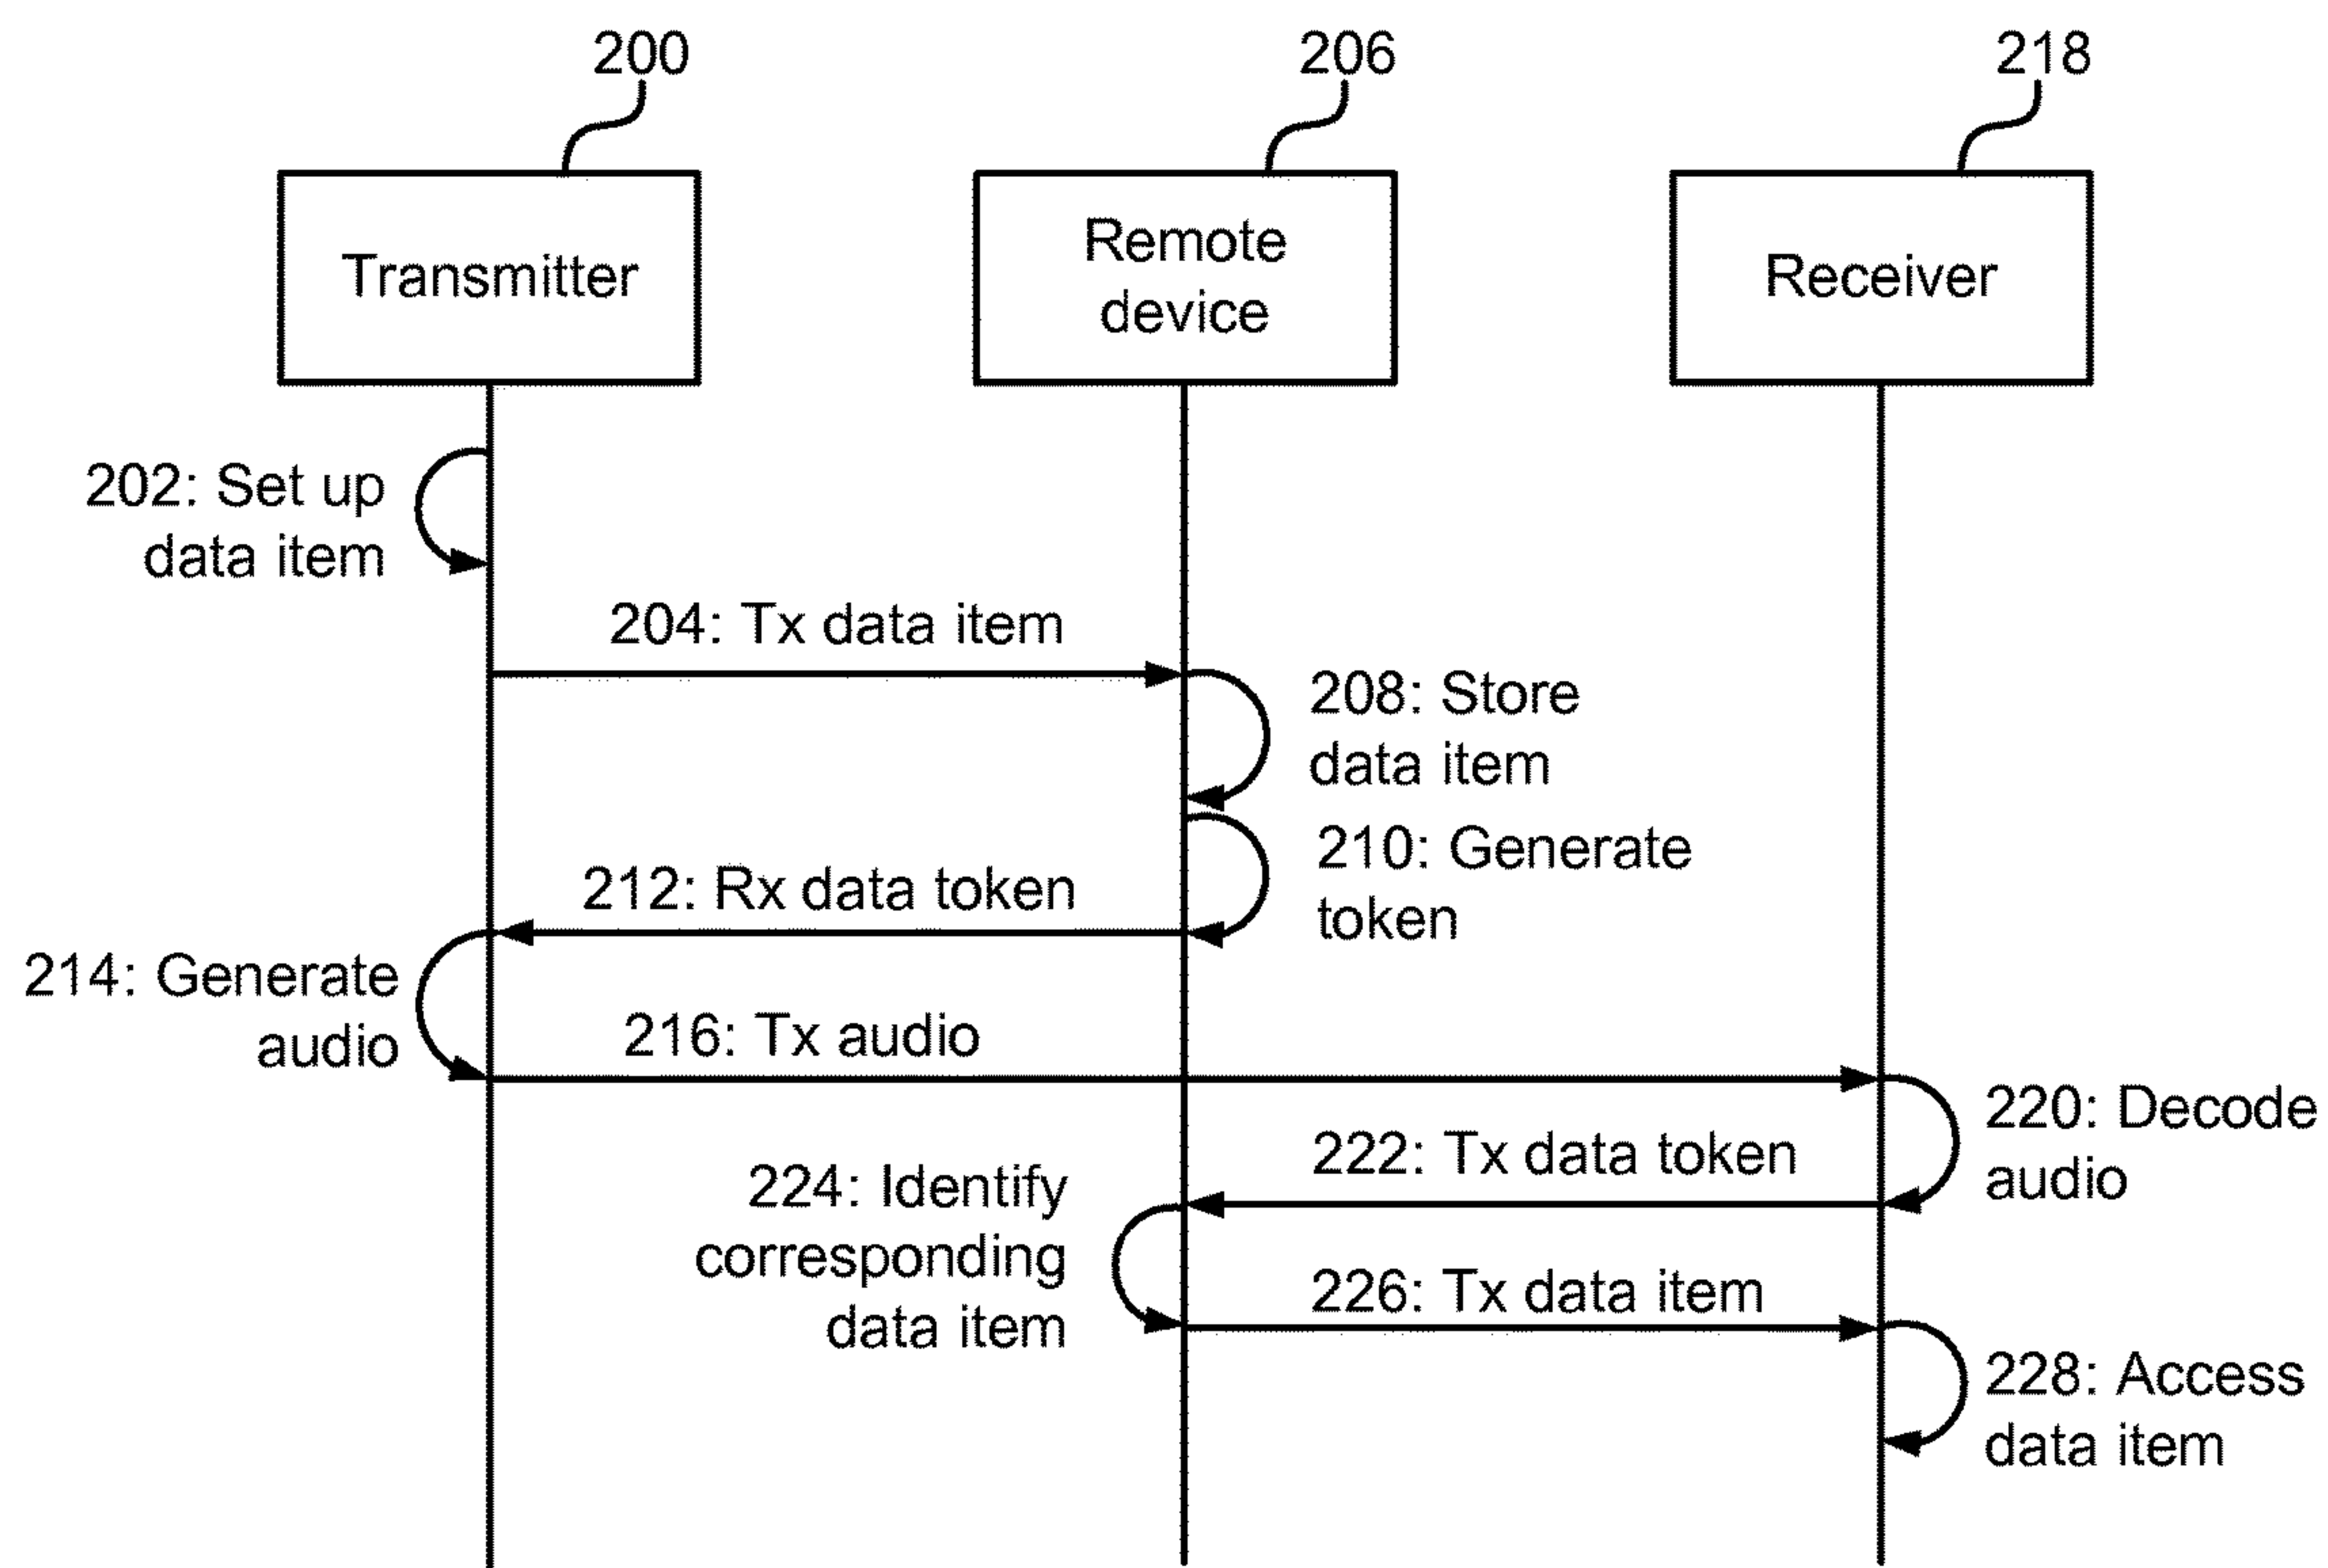 200
206
218
Transmitter
Remote
device
Receiver
202: Set up
data item
204: Tx data item
208: Store
data item
210: Generate
token
212: Rx data token
214: Generate
audio
216: Tx audio
220: Decode
audio
222: Tx data token
224: Identify
corresponding
data item
226: Tx data item
228: Access
data item